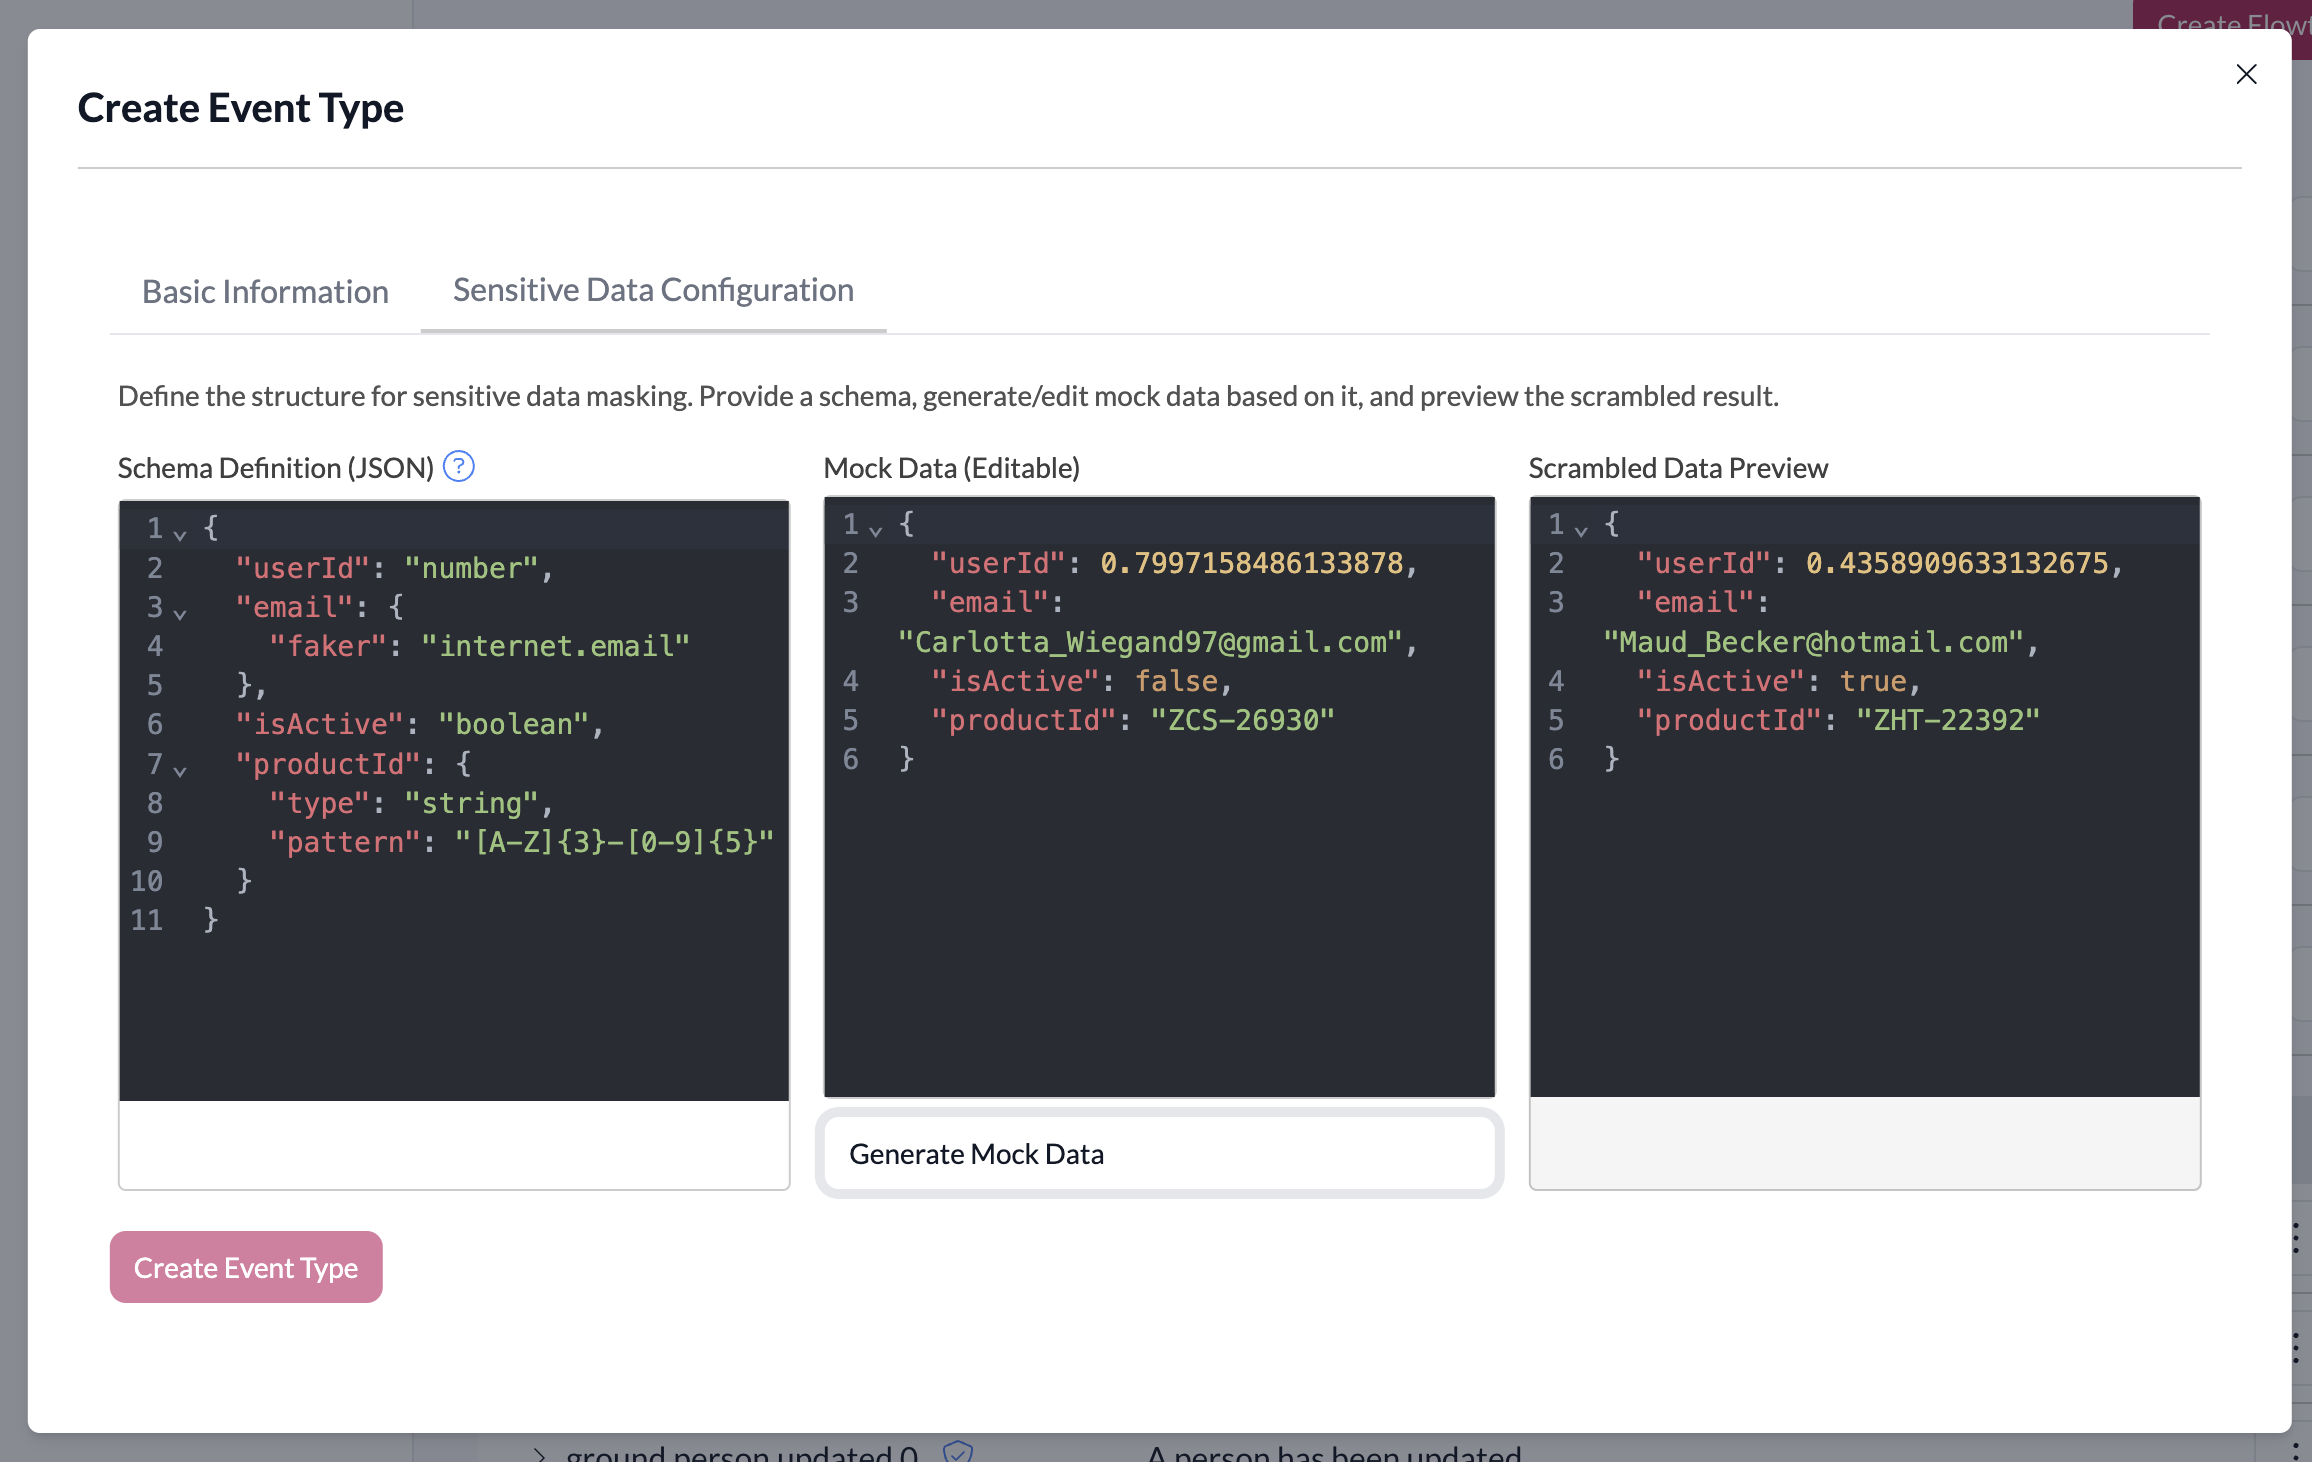 Create Event Type
Basic Information
Sensitive Data Configuration
Define the structure for sensitive data masking. Provide a schema, generate/edit mock data based on it, and preview the scrambled result.
Schema Definition (JSON) ?
1 {
2 "userId": "number",
3 "email": {
4 "faker": "internet.email"
5 },
6 "isActive": "boolean",
7 "productId": {
8 "type": "string",
9 "pattern": "[A-Z]{3}-[0-9]{5}"
10 }
11 }
Mock Data (Editable)
1 {
2 "userId": 0.7997158486133878,
3 "email":
"Carlotta_Wiegand97@gmail.com",
4 "isActive": false,
5 "productId": "ZCS-26930"
6 }
Generate Mock Data
Scrambled Data Preview
1 {
2 "userId": 0.4358909633132675,
3 "email":
"Maud_Becker@hotmail.com",
4 "isActive": true,
5 "productId": "ZHT-22392"
6 }
Create Event Type
ground person updated 0
A person has been updated